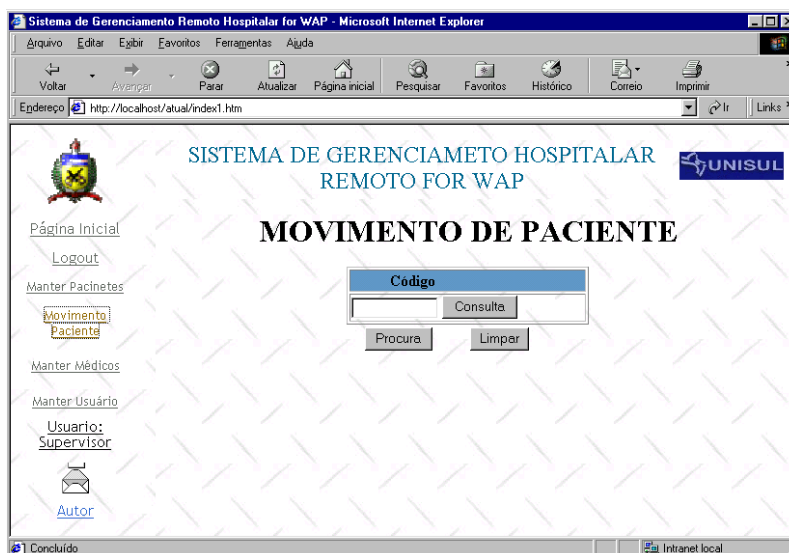 Sistema de Gerenciamento Remoto Hospitalar for WAP - Microsoft Internet Explorer
Arquivo Editar Exibir Favoritos Ferramentas Ajuda
Voltar Avançar Parar Atualizar Página inicial Pesquisar Favoritos Histórico Correio Imprimir
Endereço http://localhost/atual/index1.htm Ir Links
SISTEMA DE GERENCIAMETO HOSPITALAR
REMOTO FOR WAP
UNISUL
MOVIMENTO DE PACIENTE
Página Inicial
Logout
Manter Pacinetes
Movimento
Paciente
Manter Médicos
Manter Usuário
Usuario:
Supervisor
Autor
Código
Consulta
Procura Limpar
Concluído Intranet local